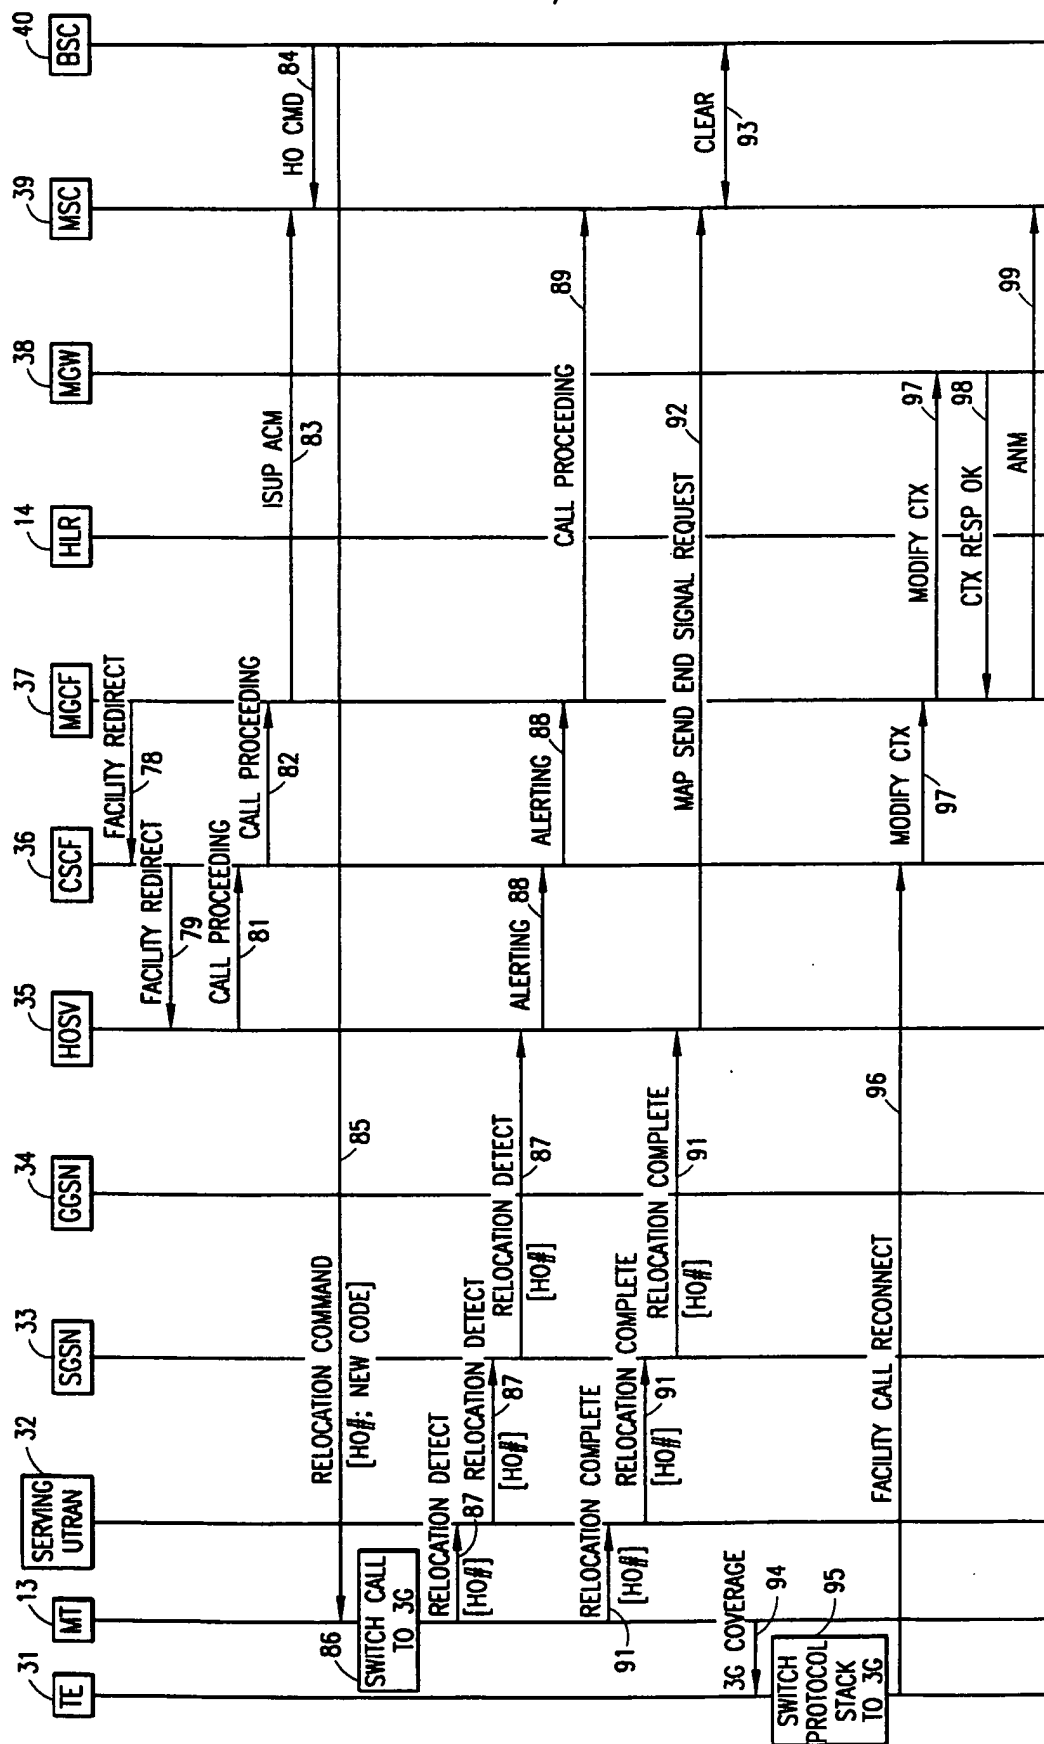 31
TE
13
MT
32
SERVING
UTRAN
33
SGSN
34
GGSN
35
HOSV
36
CSCF
37
MGCF
14
HLR
38
MGW
39
MSC
40
BSC
FACILITY REDIRECT
78
FACILITY REDIRECT
79
CALL PROCEEDING
81
CALL PROCEEDING
82
ISUP ACM
83
HO CMD
84
RELOCATION COMMAND
[HO#; NEW CODE]
85
86
SWITCH CALL
TO 3G
RELOCATION DETECT
87
[HO#]
RELOCATION DETECT
87
[HO#]
RELOCATION DETECT
87
[HO#]
ALERTING 88
ALERTING 88
CALL PROCEEDING
89
RELOCATION COMPLETE
91
[HO#]
RELOCATION COMPLETE
91
[HO#]
RELOCATION COMPLETE
91
[HO#]
MAP SEND END SIGNAL REQUEST
92
CLEAR
93
3G COVERAGE
94
95
SWITCH
PROTOCOL
STACK
TO 3G
FACILITY CALL RECONNECT
96
MODIFY CTX
97
MODIFY CTX
97
CTX RESP OK
98
ANM
99